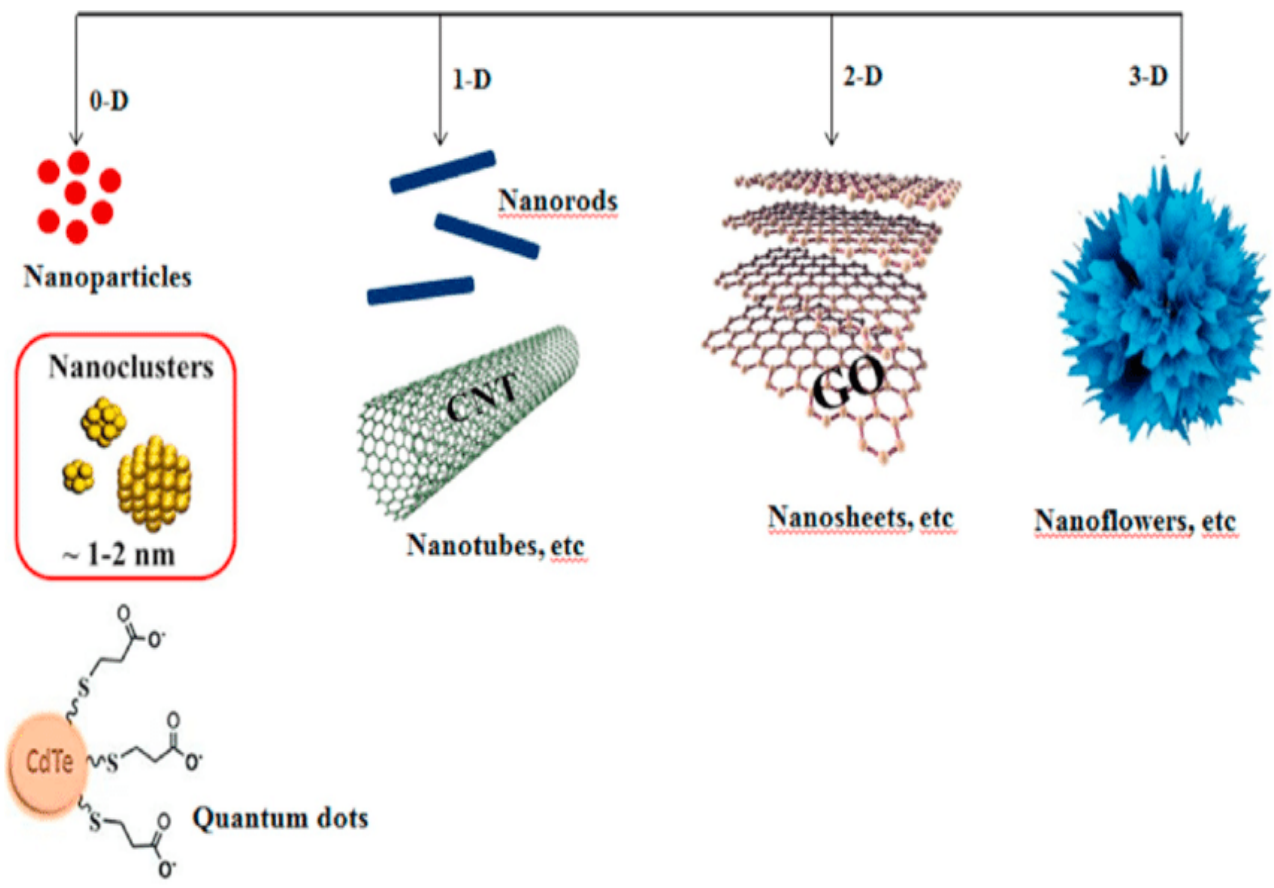 0-D
1-D
2-D
3-D
Nanoparticles
Nanoclusters
~ 1-2 nm
CdTe
S
O
O-
S
O
O-
S
O
O-
Quantum dots
Nanorods
CNT
Nanotubes, etc
GO
Nanosheets, etc
Nanoflowers, etc